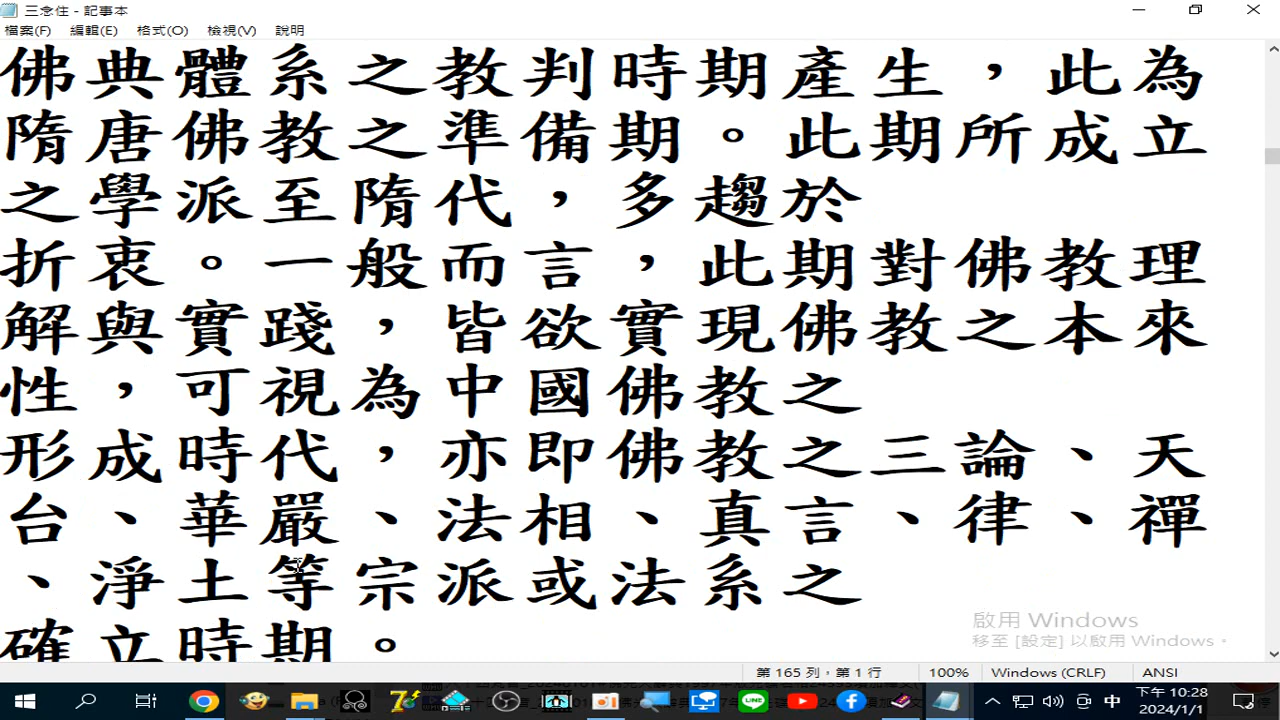 三念住 - 記事本
檔案(F) 編輯(E) 格式(O) 檢視(V) 說明
佛典體系之教判時期產生，此為
隋唐佛教之準備期。此期所成立
之學派至隋代，多趨於
折衷。一般而言，此期對佛教理
解與實踐，皆欲實現佛教之本來
性，可視為中國佛教之
形成時代，亦即佛教之三論、天
台、華嚴、法相、真言、律、禪
、淨土等宗派或法系之
確立時期。
啟用 Windows
移至 [設定] 以啟用 Windows。
第 165 列，第 1 行 100% Windows (CRLF) ANSI
中 下午 10:28
2024/1/1